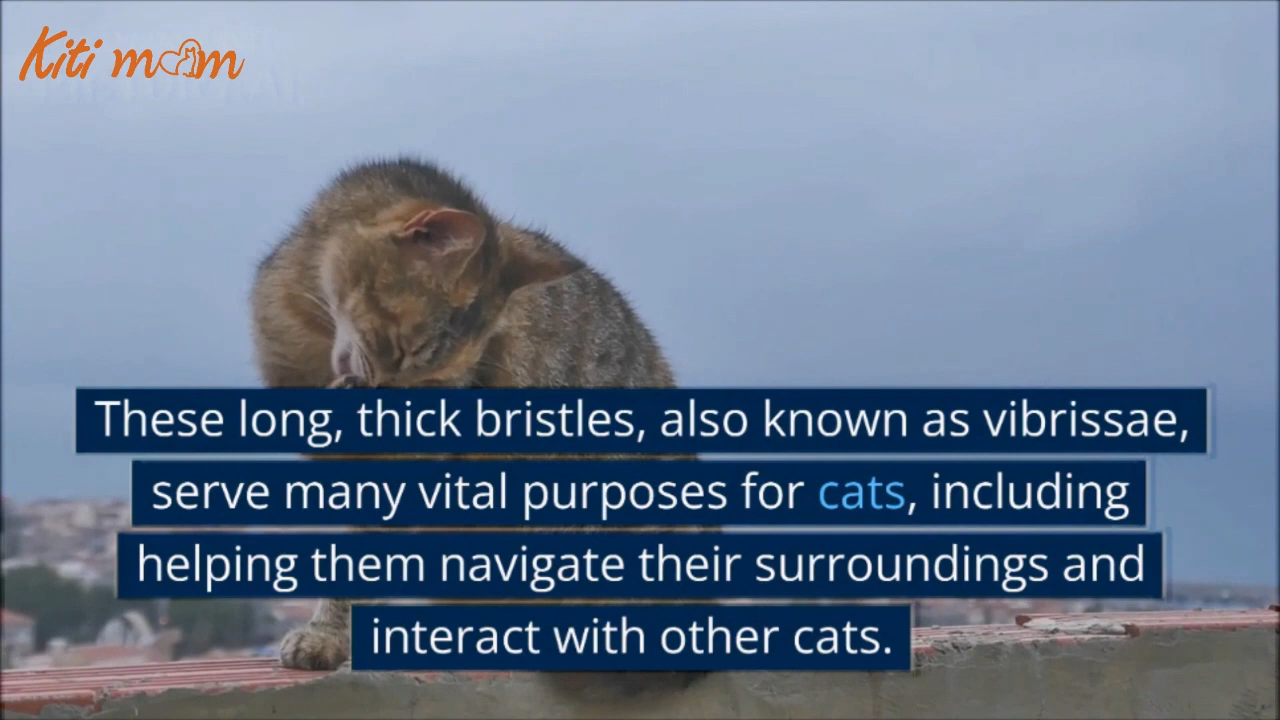 Kiti mom
These long, thick bristles, also known as vibrissae,
serve many vital purposes for cats, including
helping them navigate their surroundings and
interact with other cats.